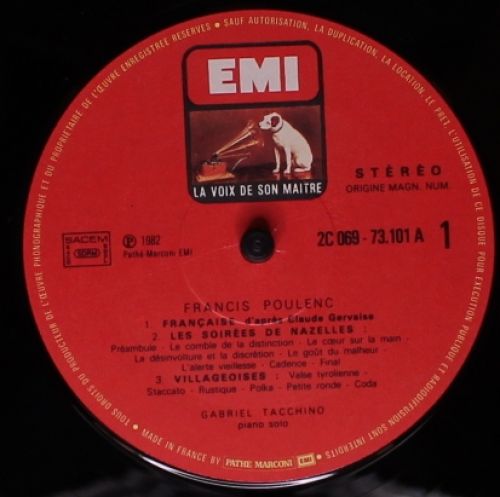 EMI
LA VOIX DE SON MAITRE
STÉRÉO
ORIGINE MAGN. NUM.
SACEM
SDRM
℗ 1982
Pathé-Marconi EMI
2C 069 - 73.101 A 1
FRANCIS POULENC
1. FRANÇAISE d'après Claude Gervaise
2. LES SOIRÉES DE NAZELLES :
Préambule - Le comble de la distinction - Le cœur sur la main -
La désinvolture et la discrétion - Le goût du malheur -
L'alerte vieillesse - Cadence - Final
3. VILLAGEOISES : Valse tyrolienne -
Staccato - Rustique - Polka - Petite ronde - Coda
GABRIEL TACCHINO
piano solo
TOUS DROITS DU PRODUCTEUR DE L'ŒUVRE PHONOGRAPHIQUE ET DU PROPRIÉTAIRE DE L'ŒUVRE ENREGISTRÉE RÉSERVÉS • SAUF AUTORISATION, LA DUPLICATION, LA LOCATION, LE PRÊT, L'UTILISATION DE CE DISQUE POUR EXÉCUTION PUBLIQUE ET RADIODIFFUSION SONT INTERDITS •
MADE IN FRANCE BY PATHE MARCONI EMI